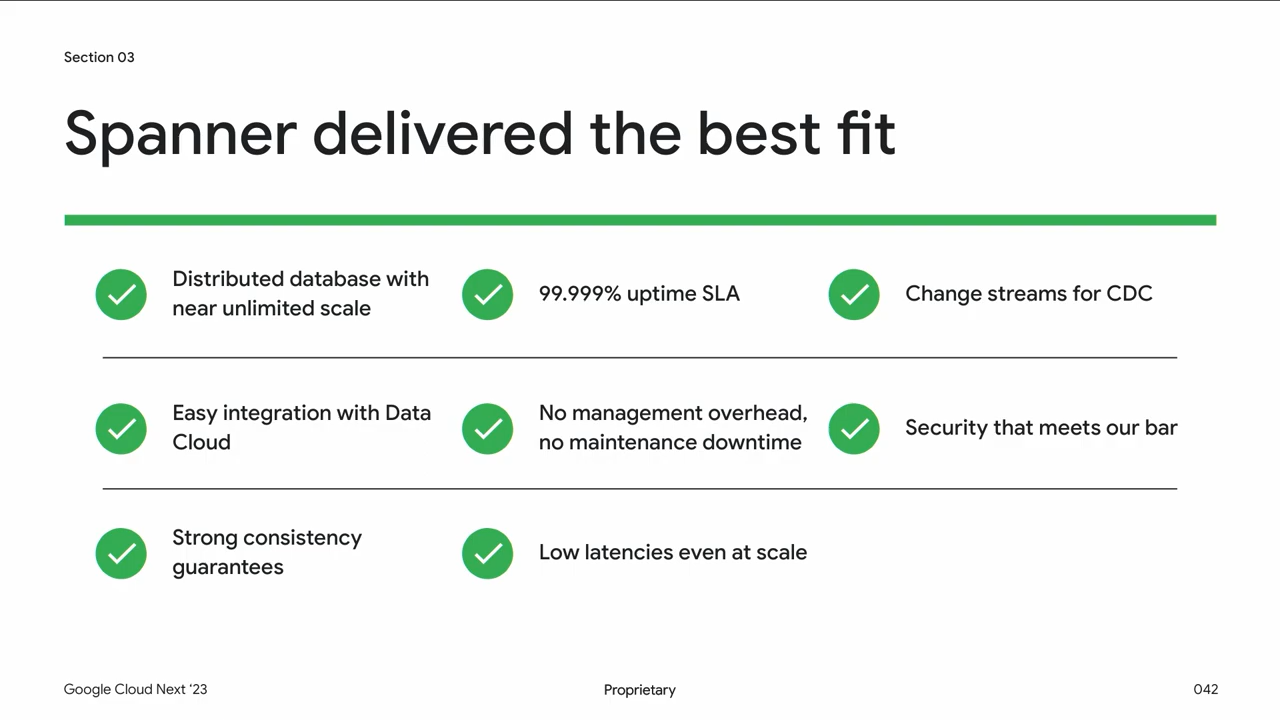 Section 03
Spanner delivered the best fit
Distributed database with
near unlimited scale
99.999% uptime SLA
Change streams for CDC
Easy integration with Data
Cloud
No management overhead,
no maintenance downtime
Security that meets our bar
Strong consistency
guarantees
Low latencies even at scale
Google Cloud Next ‘23
Proprietary
042